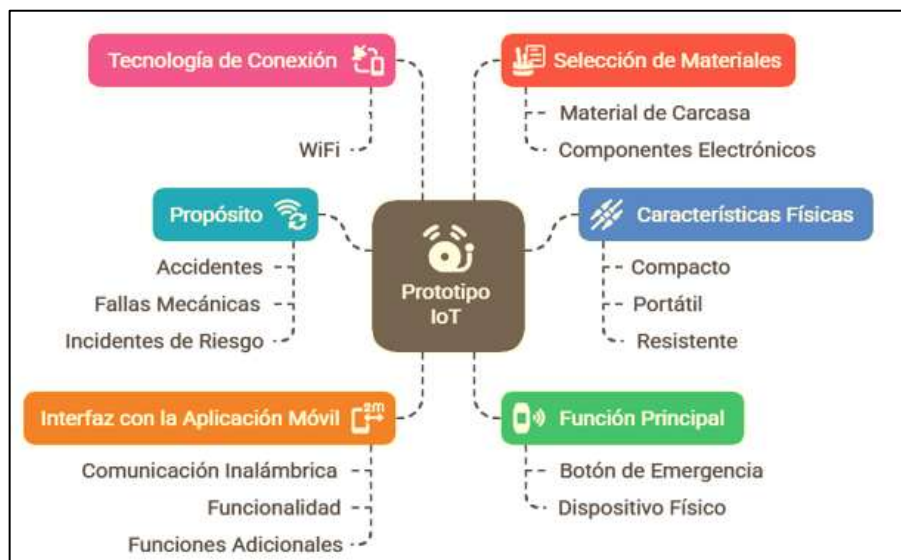 Tecnología de Conexión
WiFi
Selección de Materiales
Material de Carcasa
Componentes Electrónicos
Propósito
Accidentes
Fallas Mecánicas
Incidentes de Riesgo
Características Físicas
Compacto
Portátil
Resistente
Prototipo
IoT
Interfaz con la Aplicación Móvil
2m
Comunicación Inalámbrica
Funcionalidad
Funciones Adicionales
Función Principal
Botón de Emergencia
Dispositivo Físico